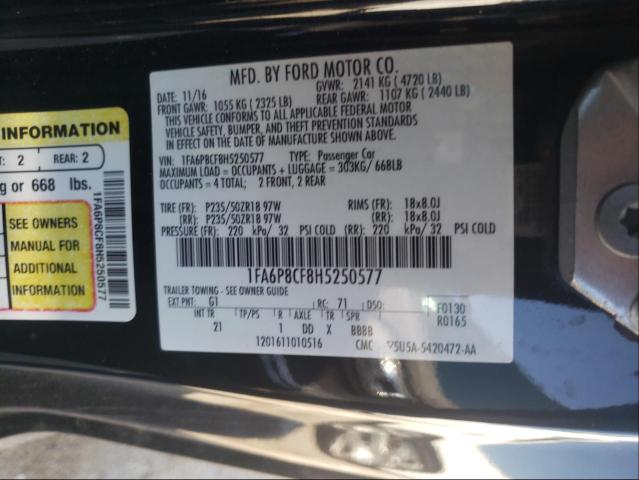 INFORMATION
: 2 REAR: 2
g or 668 lbs.
SEE OWNERS
MANUAL FOR
ADDITIONAL
INFORMATION
1FA6P8CF8H5250577
MFD. BY FORD MOTOR CO.
DATE: 11/16 GVWR: 2141 KG ( 4720 LB)
FRONT GAWR: 1055 KG ( 2325 LB) REAR GAWR: 1107 KG ( 2440 LB)
THIS VEHICLE CONFORMS TO ALL APPLICABLE FEDERAL MOTOR
VEHICLE SAFETY, BUMPER, AND THEFT PREVENTION STANDARDS
IN EFFECT ON THE DATE OF MANUFACTURE SHOWN ABOVE.
VIN: 1FA6P8CF8H5250577 TYPE: Passenger Car
MAXIMUM LOAD = OCCUPANTS + LUGGAGE = 303KG/ 668LB
OCCUPANTS = 4 TOTAL; 2 FRONT, 2 REAR
TIRE (FR): P235/50ZR18 97W RIMS (FR): 18x8.0J
(RR): P235/50ZR18 97W (RR): 18x8.0J
PRESSURE (FR): 220 kPa/ 32 PSI COLD (RR): 220 kPa/ 32 PSI COLD
1FA6P8CF8H5250577
TRAILER TOWING - SEE OWNER GUIDE
EXT PNT: G1 RC: 71 DSO: F0130
INT TR TP/PS R AXLE TR SPR R0165
21 1 DD X BBBB
1201611010516 CMC 5U5A-5420472-AA